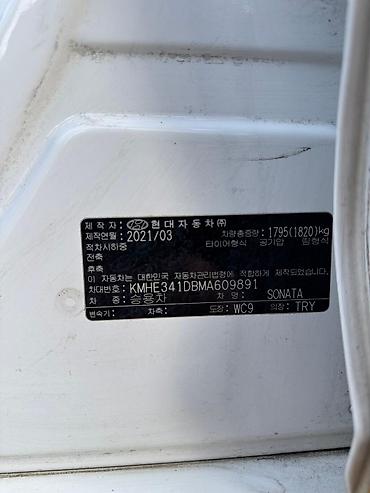 제 작 자 : 현대자동차㈜
제작연월: 2021/03 차량총중량: 1795(1820)kg
적차시하중 타이어형식 공기압 림형식
전축
후축
이 자동차는 대한민국 자동차관리법령에 적합하게 제작되었음.
차대번호: KMHE341DBMA609891
차 종: 승용차 차 명: SONATA
변속기: 차축: 도장: WC9 의장: TRY